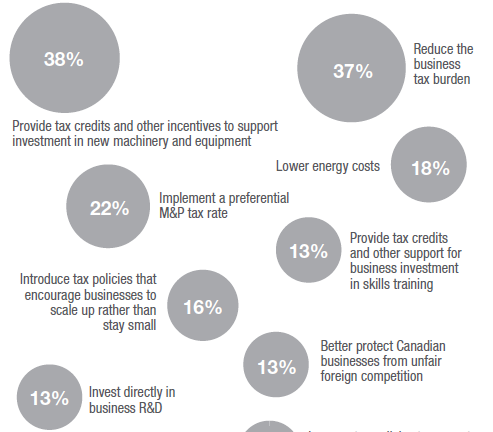 38%
Provide tax credits and other incentives to support
investment in new machinery and equipment
37%
Reduce the
business
tax burden
Lower energy costs
18%
22%
Implement a preferential
M&P tax rate
13%
Provide tax credits
and other support for
business investment
in skills training
Introduce tax policies that
encourage businesses to
scale up rather than
stay small
16%
13%
Better protect Canadian
businesses from unfair
foreign competition
13%
Invest directly in
business R&D